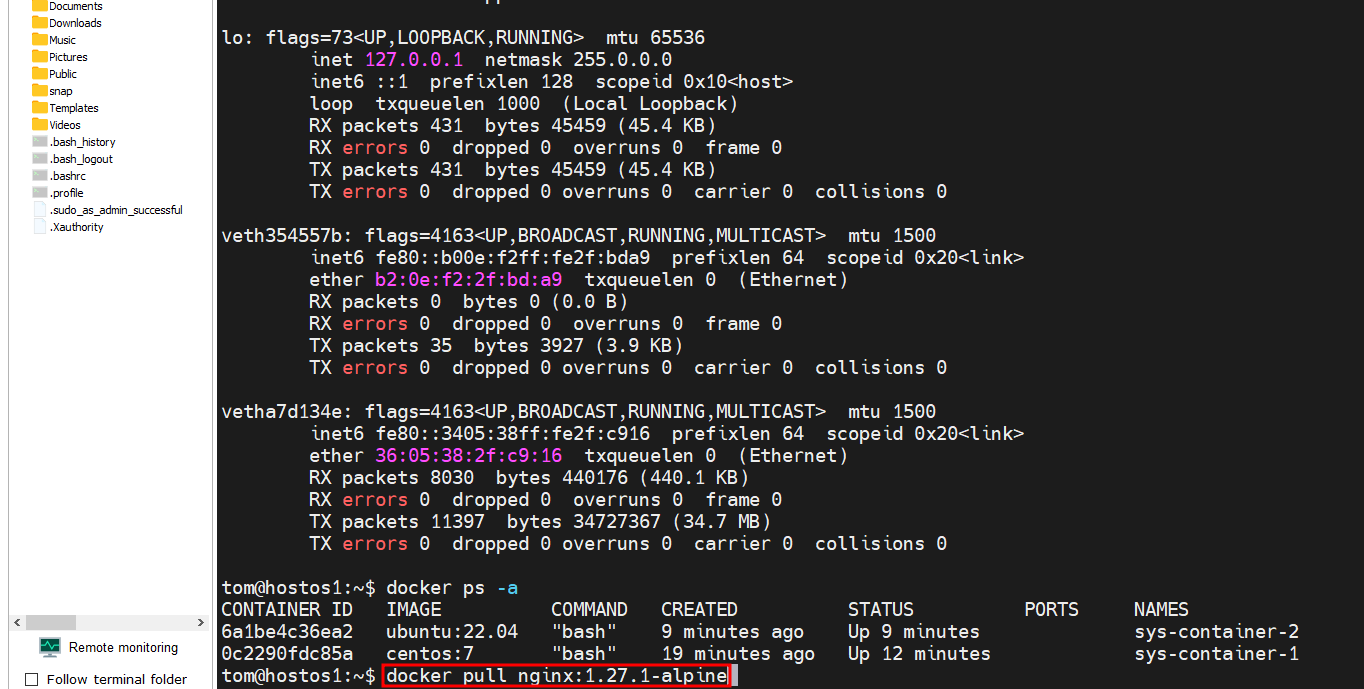 Documents
Downloads
Music
Pictures
Public
snap
Templates
Videos
.bash_history
.bash_logout
.bashrc
.profile
.sudo_as_admin_successful
.Xauthority
Remote monitoring
Follow terminal folder
lo: flags=73<UP,LOOPBACK,RUNNING>  mtu 65536
        inet 127.0.0.1  netmask 255.0.0.0
        inet6 ::1  prefixlen 128  scopeid 0x10<host>
        loop  txqueuelen 1000  (Local Loopback)
        RX packets 431  bytes 45459 (45.4 KB)
        RX errors 0  dropped 0  overruns 0  frame 0
        TX packets 431  bytes 45459 (45.4 KB)
        TX errors 0  dropped 0 overruns 0  carrier 0  collisions 0
veth354557b: flags=4163<UP,BROADCAST,RUNNING,MULTICAST>  mtu 1500
        inet6 fe80::b00e:f2ff:fe2f:bda9  prefixlen 64  scopeid 0x20<link>
        ether b2:0e:f2:2f:bd:a9  txqueuelen 0  (Ethernet)
        RX packets 0  bytes 0 (0.0 B)
        RX errors 0  dropped 0  overruns 0  frame 0
        TX packets 35  bytes 3927 (3.9 KB)
        TX errors 0  dropped 0 overruns 0  carrier 0  collisions 0
vetha7d134e: flags=4163<UP,BROADCAST,RUNNING,MULTICAST>  mtu 1500
        inet6 fe80::3405:38ff:fe2f:c916  prefixlen 64  scopeid 0x20<link>
        ether 36:05:38:2f:c9:16  txqueuelen 0  (Ethernet)
        RX packets 8030  bytes 440176 (440.1 KB)
        RX errors 0  dropped 0  overruns 0  frame 0
        TX packets 11397  bytes 34727367 (34.7 MB)
        TX errors 0  dropped 0 overruns 0  carrier 0  collisions 0
tom@hostos1:~$ docker ps -a
CONTAINER ID   IMAGE          COMMAND   CREATED          STATUS          PORTS     NAMES
6a1be4c36ea2   ubuntu:22.04   "bash"    9 minutes ago    Up 9 minutes              sys-container-2
0c2290fdc85a   centos:7       "bash"    19 minutes ago   Up 12 minutes             sys-container-1
tom@hostos1:~$ docker pull nginx:1.27.1-alpine